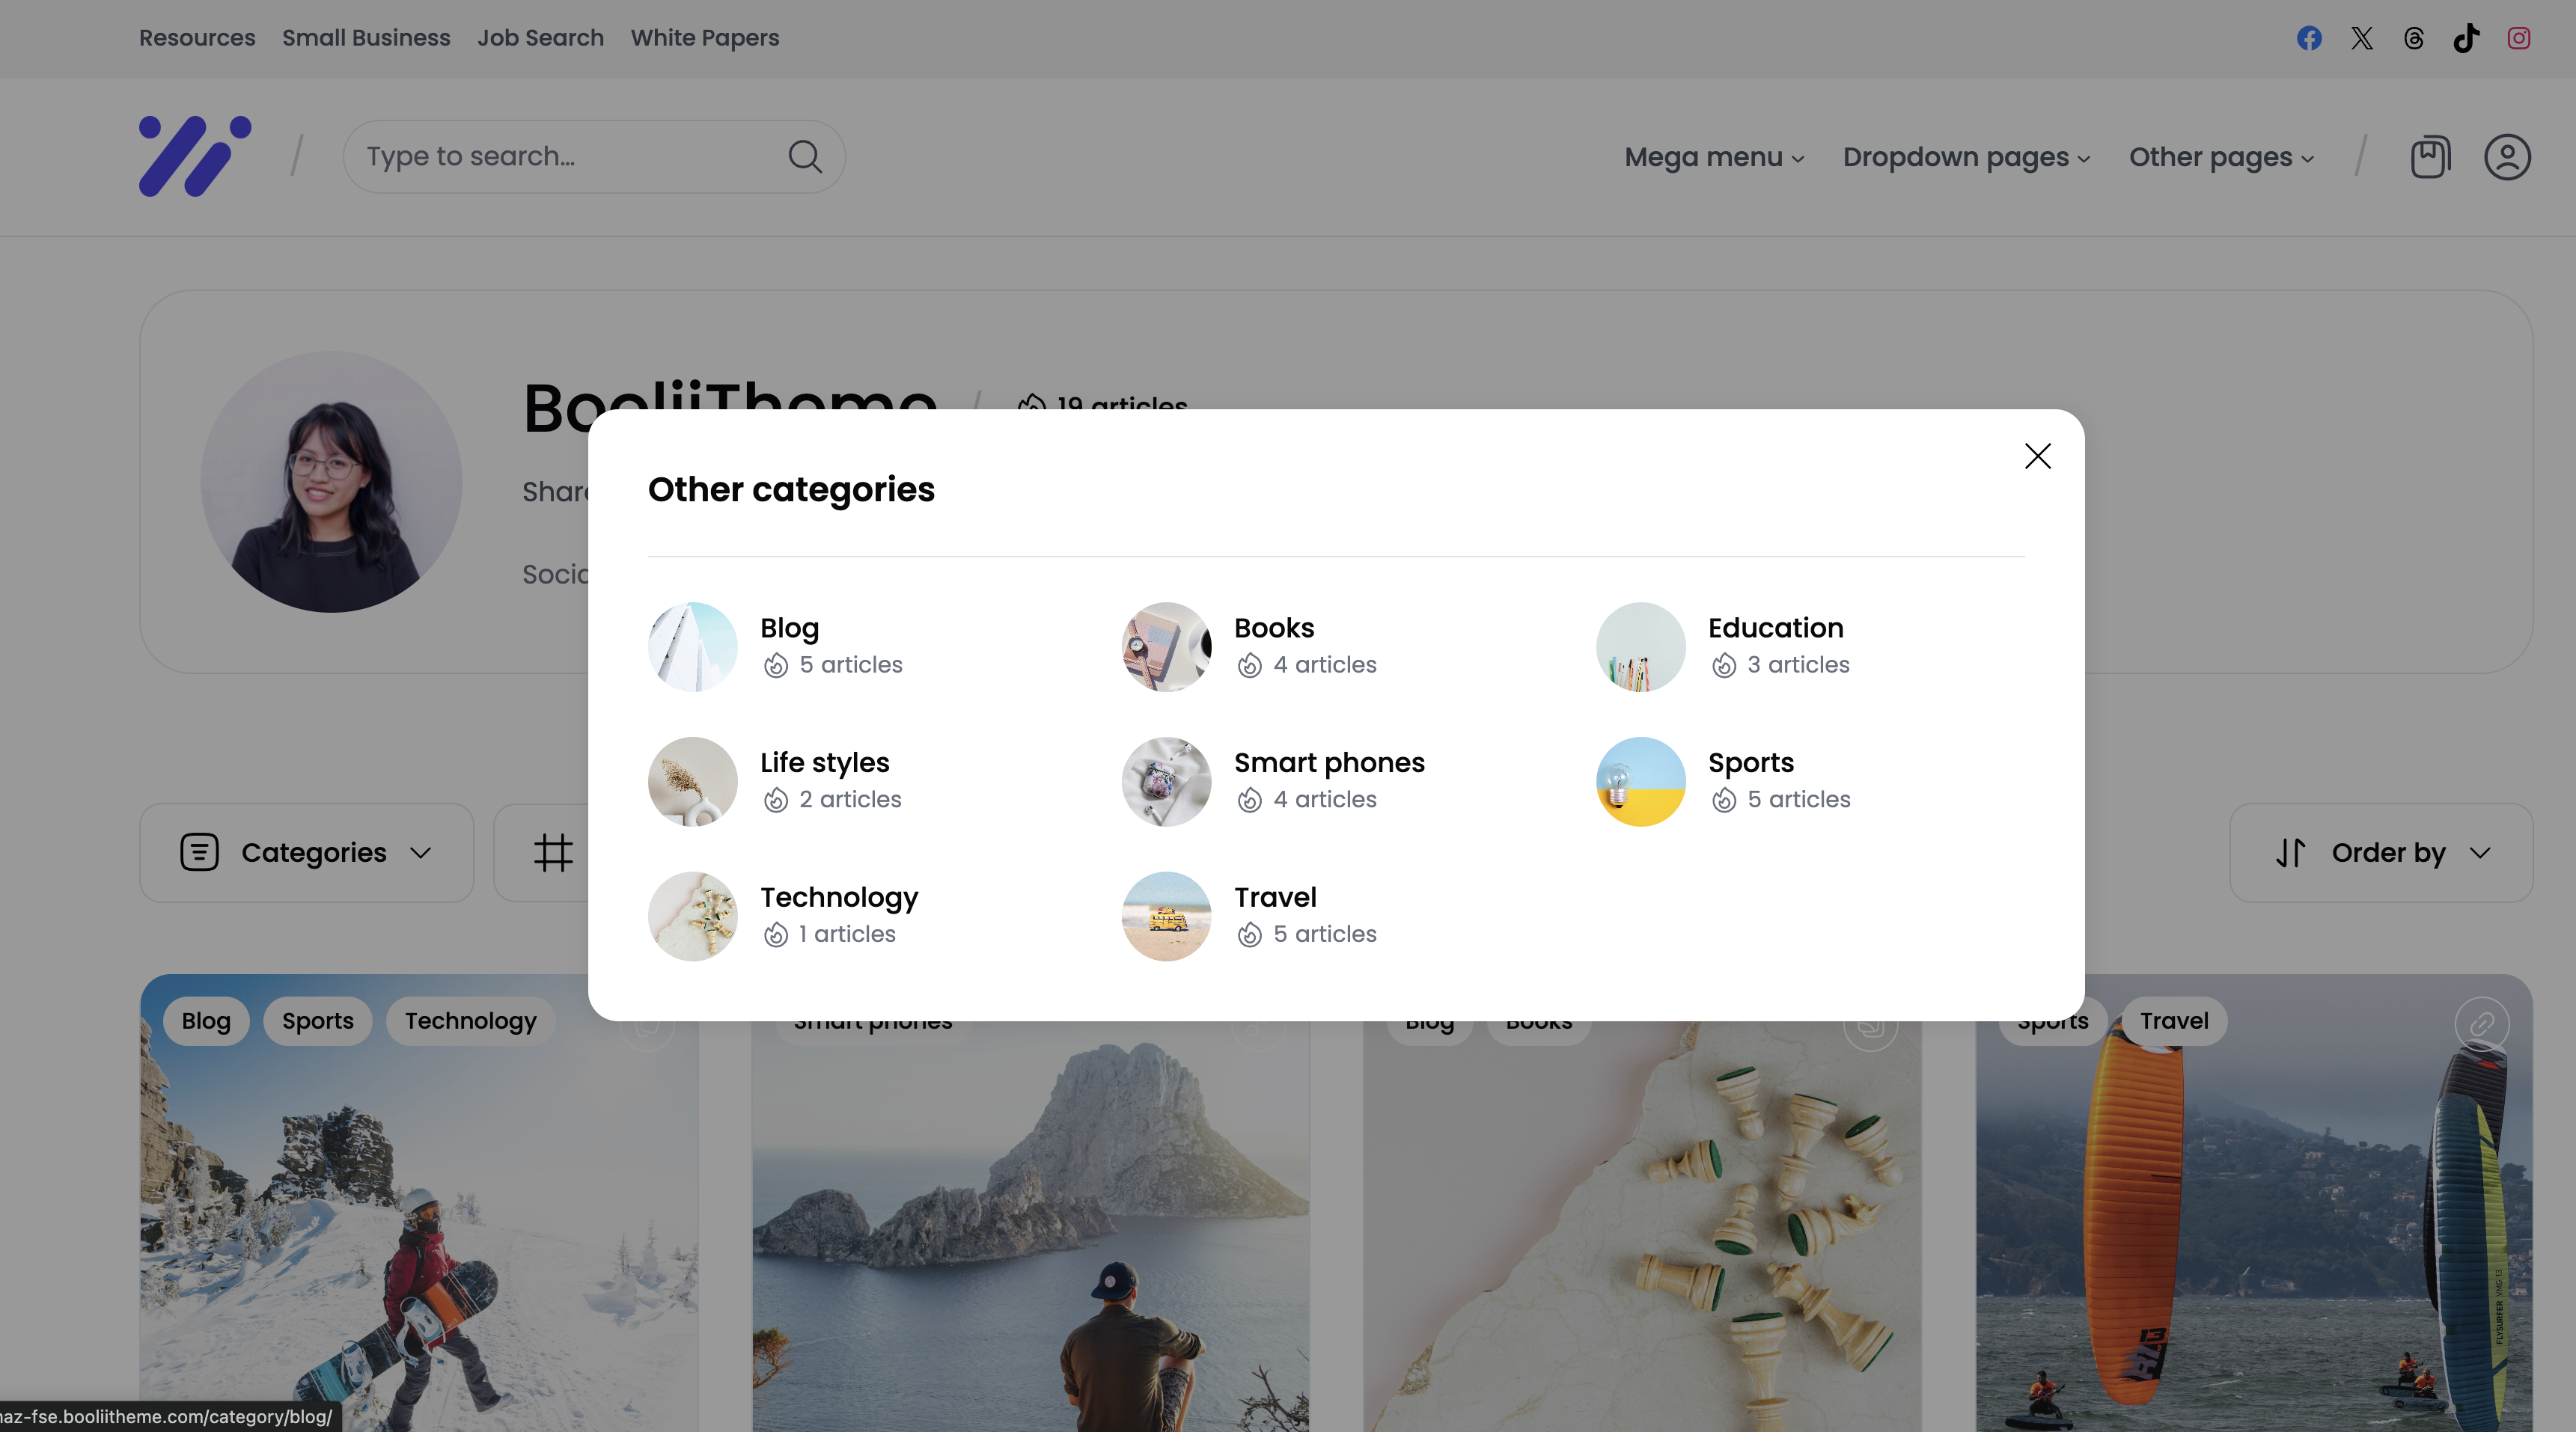 Resources Small Business Job Search White Papers
Type to search...
Mega menu Dropdown pages Other pages
BooliiTheme / 19 articles
Other categories
Blog
5 articles
Books
4 articles
Education
3 articles
Life styles
2 articles
Smart phones
4 articles
Sports
5 articles
Technology
1 articles
Travel
5 articles
Categories
Order by
Blog Sports Technology
Smart phones
Blog Books
Sports Travel
13
FLYSURFER
naz-fse.booliitheme.com/category/blog/